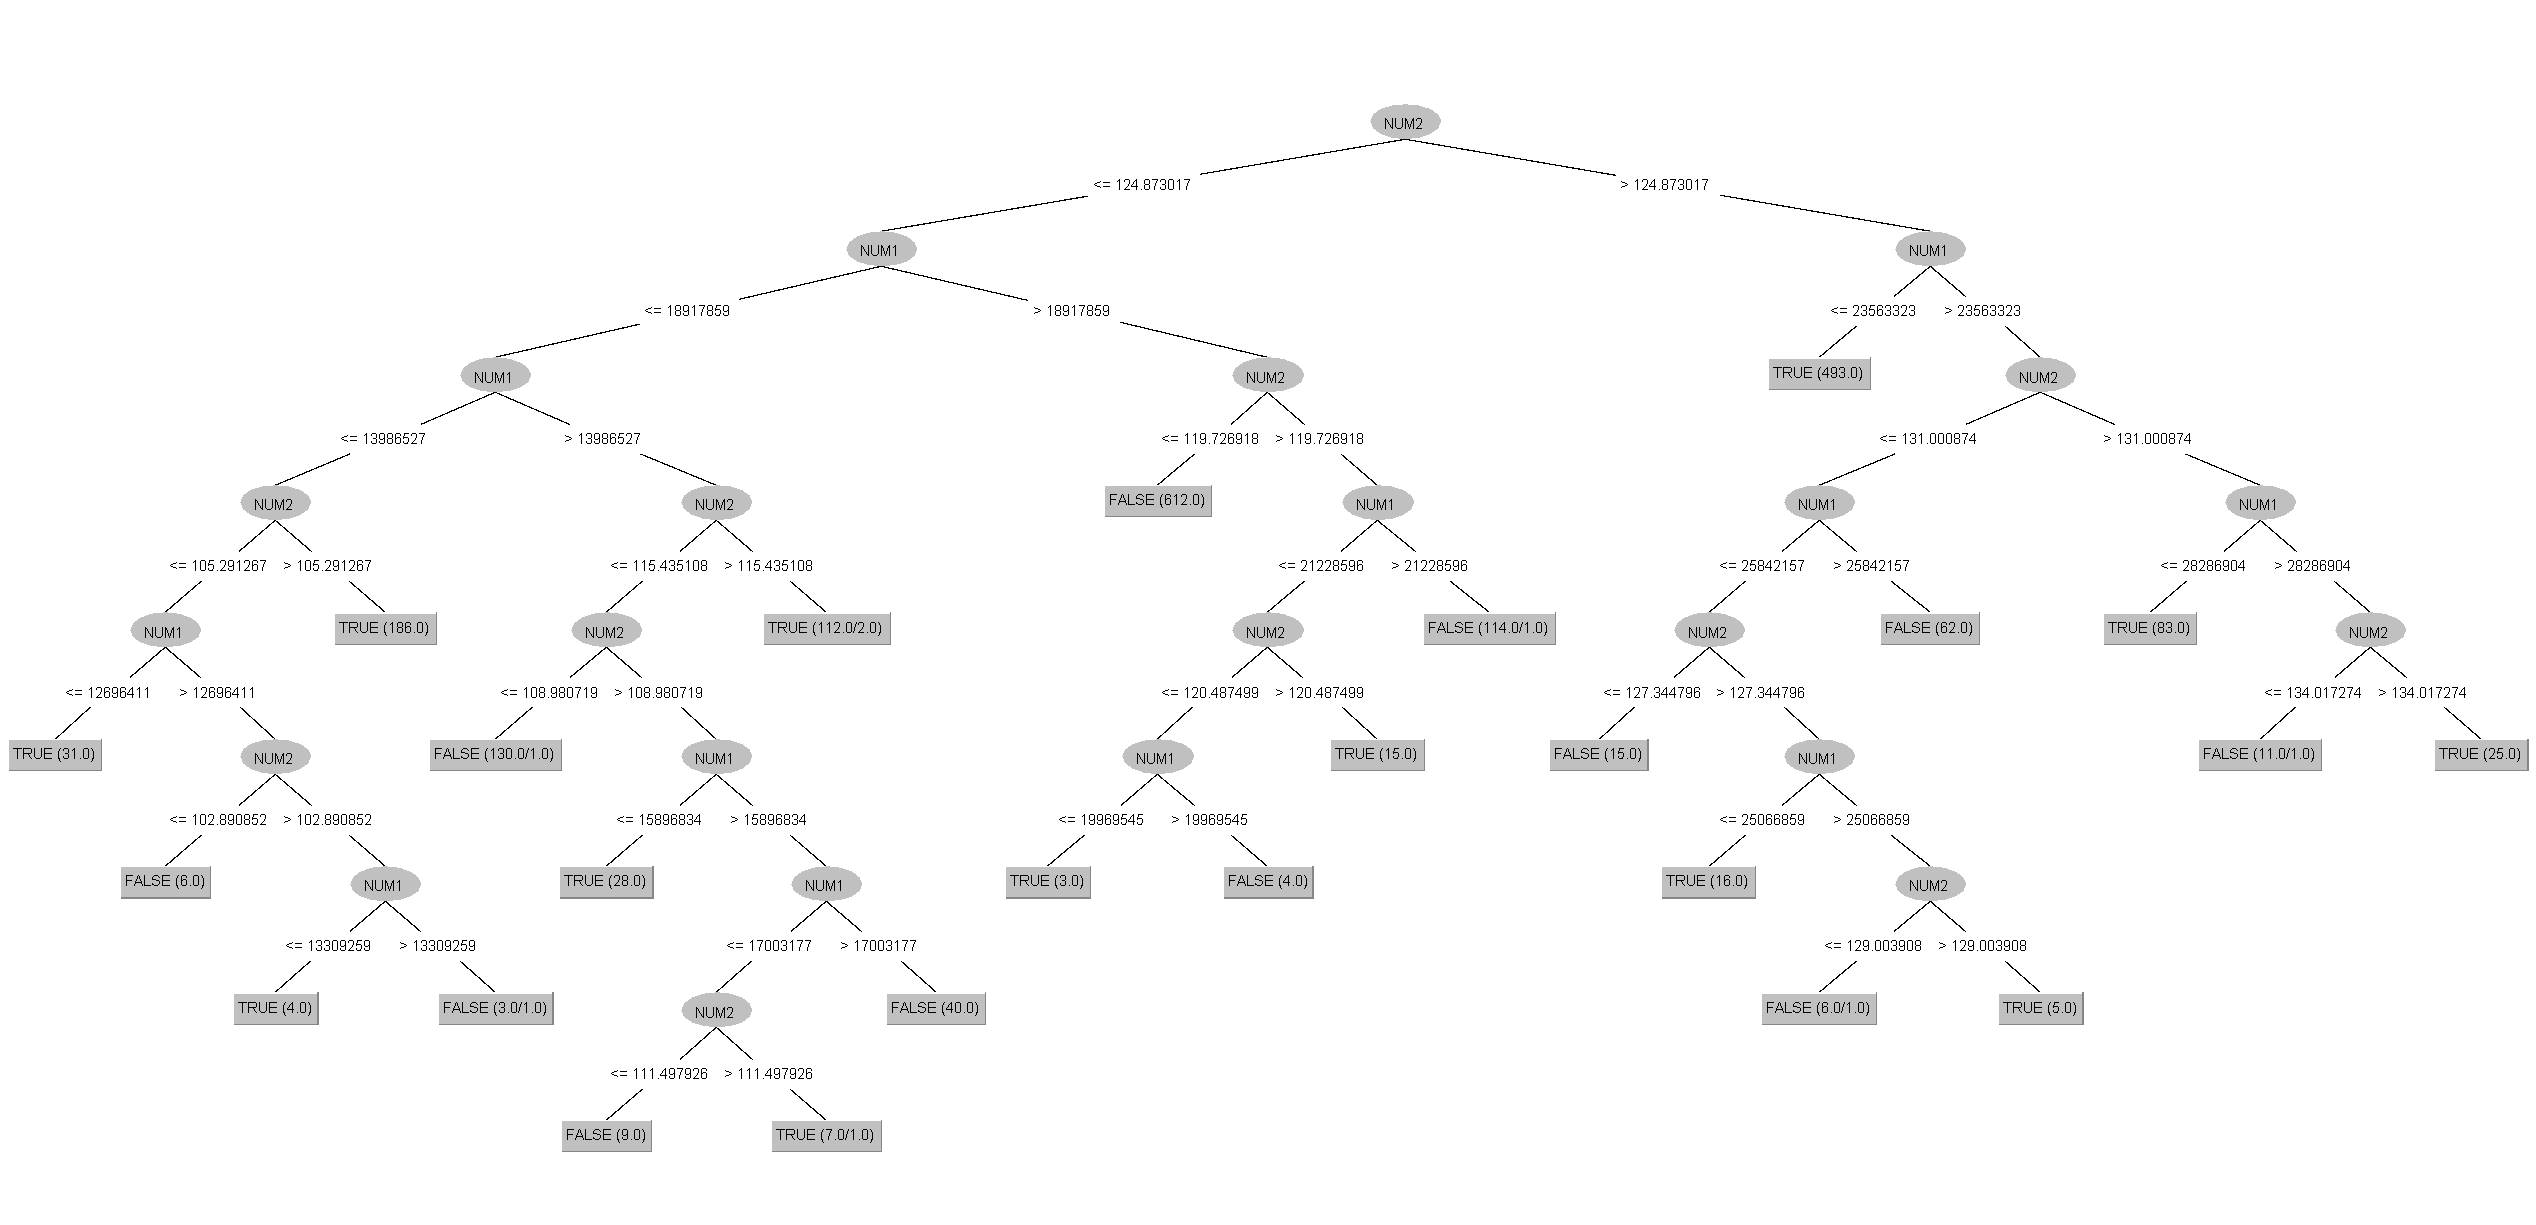 NUM2
<= 124.873017 > 124.873017
NUM1 NUM1
<= 18917859 > 18917859 <= 23563323 > 23563323
NUM1 NUM2 TRUE (493.0) NUM2
<= 13986527 > 13986527 <= 119.726918 > 119.726918 <= 131.000874 > 131.000874
NUM2 NUM2 FALSE (612.0) NUM1 NUM1 NUM1
<= 105.291267 > 105.291267 <= 115.435108 > 115.435108 <= 21228596 > 21228596 <= 25842157 > 25842157 <= 28286904 > 28286904
NUM1 TRUE (186.0) NUM2 TRUE (112.0/2.0) NUM2 FALSE (114.0/1.0) NUM2 FALSE (62.0) TRUE (83.0) NUM2
<= 12696411 > 12696411 <= 108.980719 > 108.980719 <= 120.487499 > 120.487499 <= 127.344796 > 127.344796 <= 134.017274 > 134.017274
TRUE (31.0) NUM2 FALSE (130.0/1.0) NUM1 NUM1 TRUE (15.0) FALSE (15.0) NUM1 FALSE (11.0/1.0) TRUE (25.0)
<= 102.890852 > 102.890852 <= 15896834 > 15896834 <= 19969545 > 19969545 <= 25066859 > 25066859
FALSE (6.0) NUM1 TRUE (28.0) NUM1 TRUE (3.0) FALSE (4.0) TRUE (16.0) NUM2
<= 13309259 > 13309259 <= 17003177 > 17003177 <= 129.003908 > 129.003908
TRUE (4.0) FALSE (3.0/1.0) NUM2 FALSE (40.0) FALSE (6.0/1.0) TRUE (5.0)
<= 111.497926 > 111.497926
FALSE (9.0) TRUE (7.0/1.0)